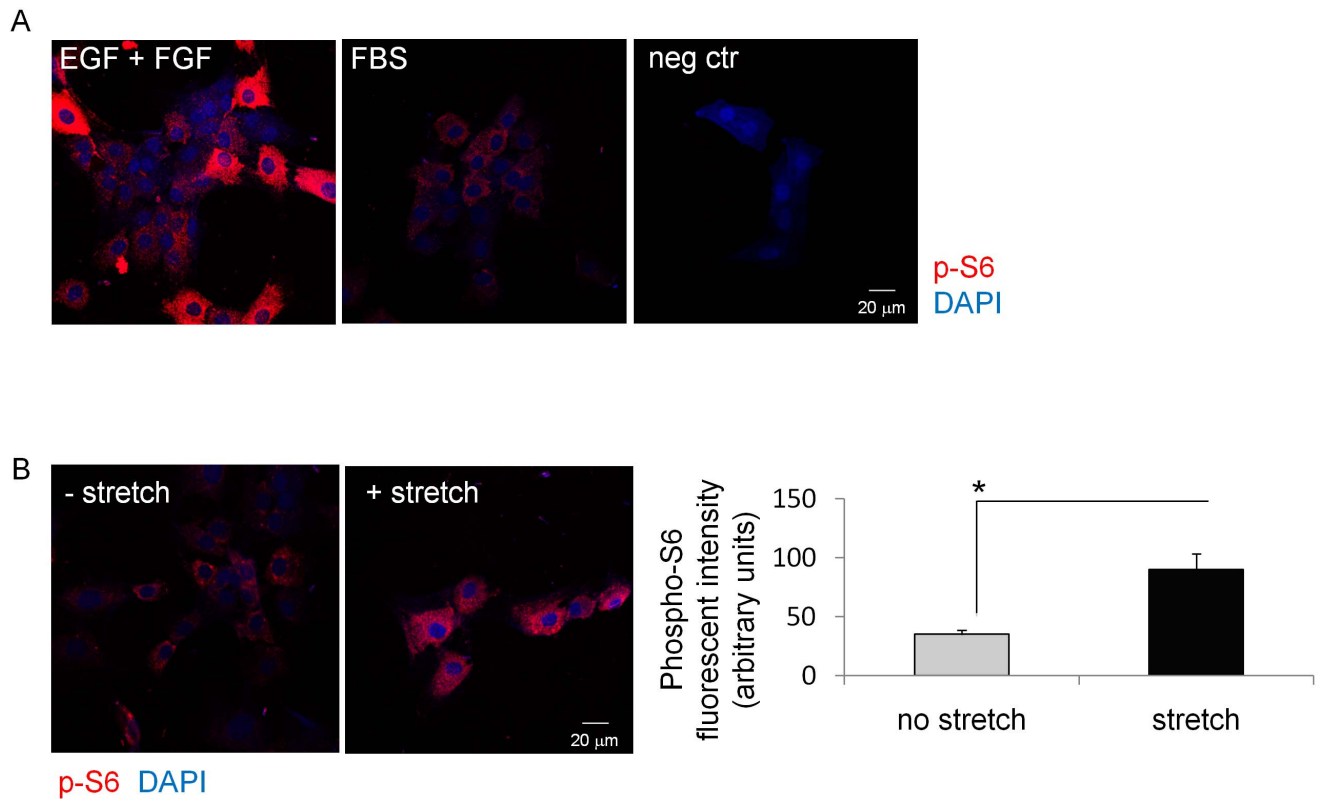 A
EGF + FGF
FBS
neg ctr
20 μm
p-S6
DAPI
B
- stretch
+ stretch
20 μm
p-S6 DAPI
Phospho-S6
fluorescent intensity
(arbitrary units)
150
100
50
0
*
no stretch
stretch